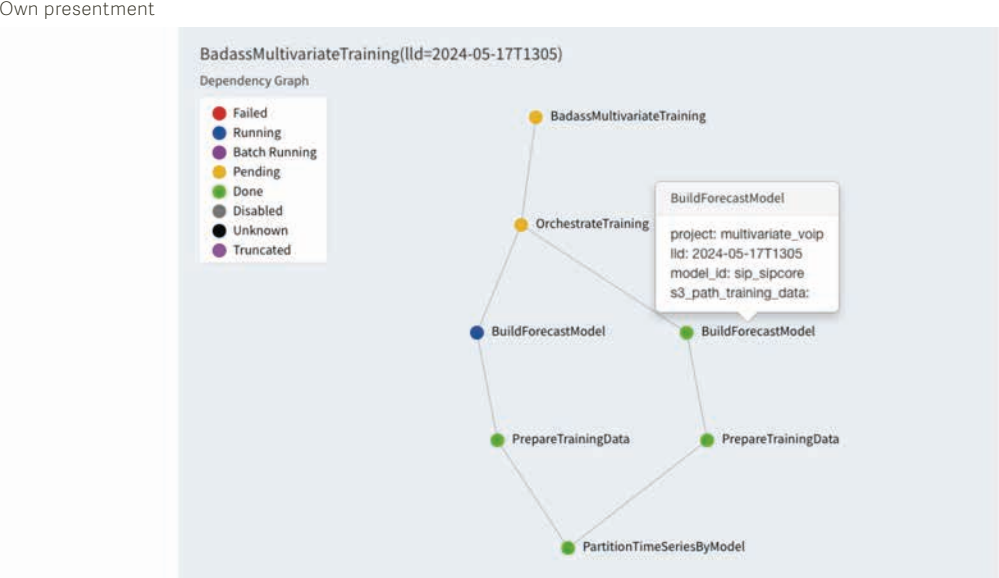 Own presentment
BadassMultivariateTraining(lld=2024-05-17T1305)
Dependency Graph
Failed
Running
Batch Running
Pending
Done
Disabled
Unknown
Truncated
BadassMultivariateTraining
OrchestrateTraining
BuildForecastModel
project: multivariate_voip
lld: 2024-05-17T1305
model_id: sip_sipcore
s3_path_training_data:
BuildForecastModel
BuildForecastModel
PrepareTrainingData
PrepareTrainingData
PartitionTimeSeriesByModel